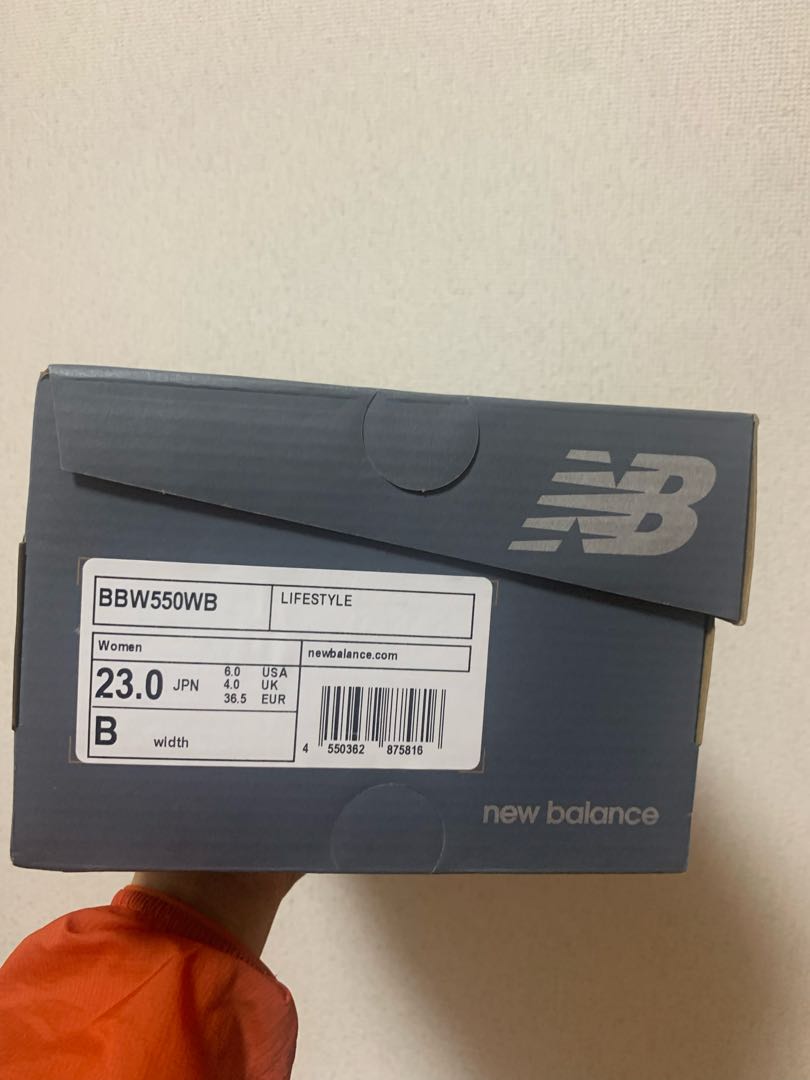 NB
BBW550WB
LIFESTYLE
Women
newbalance.com
23.0 JPN
6.0 USA
4.0 UK
36.5 EUR
B width
4 550362 875816
new balance